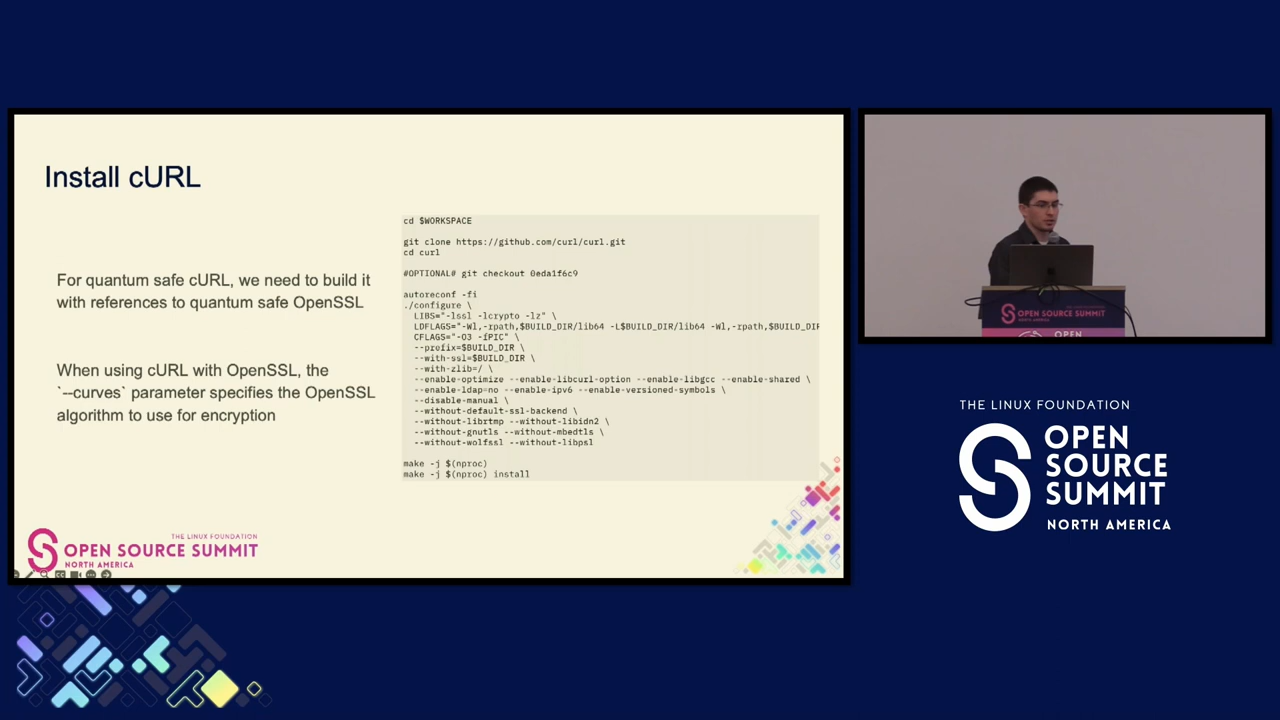 Install cURL
For quantum safe cURL, we need to build it
with references to quantum safe OpenSSL
When using cURL with OpenSSL, the
`--curves` parameter specifies the OpenSSL
algorithm to use for encryption
cd $WORKSPACE
git clone https://github.com/curl/curl.git
cd curl
#OPTIONAL# git checkout 0eda1f6c9
autoreconf -fi
./configure \
LIBS="-lssl -lcrypto -lz" \
LDFLAGS="-Wl,-rpath,$BUILD_DIR/lib64 -L$BUILD_DIR/lib64 -Wl,-rpath,$BUILD_DIR
CFLAGS="-O3 -fPIC" \
--prefix=$BUILD_DIR \
--with-ssl=$BUILD_DIR \
--with-zlib=/ \
--enable-optimize --enable-libcurl-option --enable-libgcc --enable-shared \
--enable-ldap=no --enable-ipv6 --enable-versioned-symbols \
--disable-manual \
--without-default-ssl-backend \
--without-librtmp --without-libidn2 \
--without-gnutls --without-mbedtls \
--without-wolfssl --without-libpsl
make -j $(nproc)
make -j $(nproc) install
THE LINUX FOUNDATION
OPEN SOURCE SUMMIT
NORTH AMERICA
OPEN SOURCE SUMMIT
NORTH AMERICA
OPEN
THE LINUX FOUNDATION
OPEN
SOURCE
SUMMIT
NORTH AMERICA